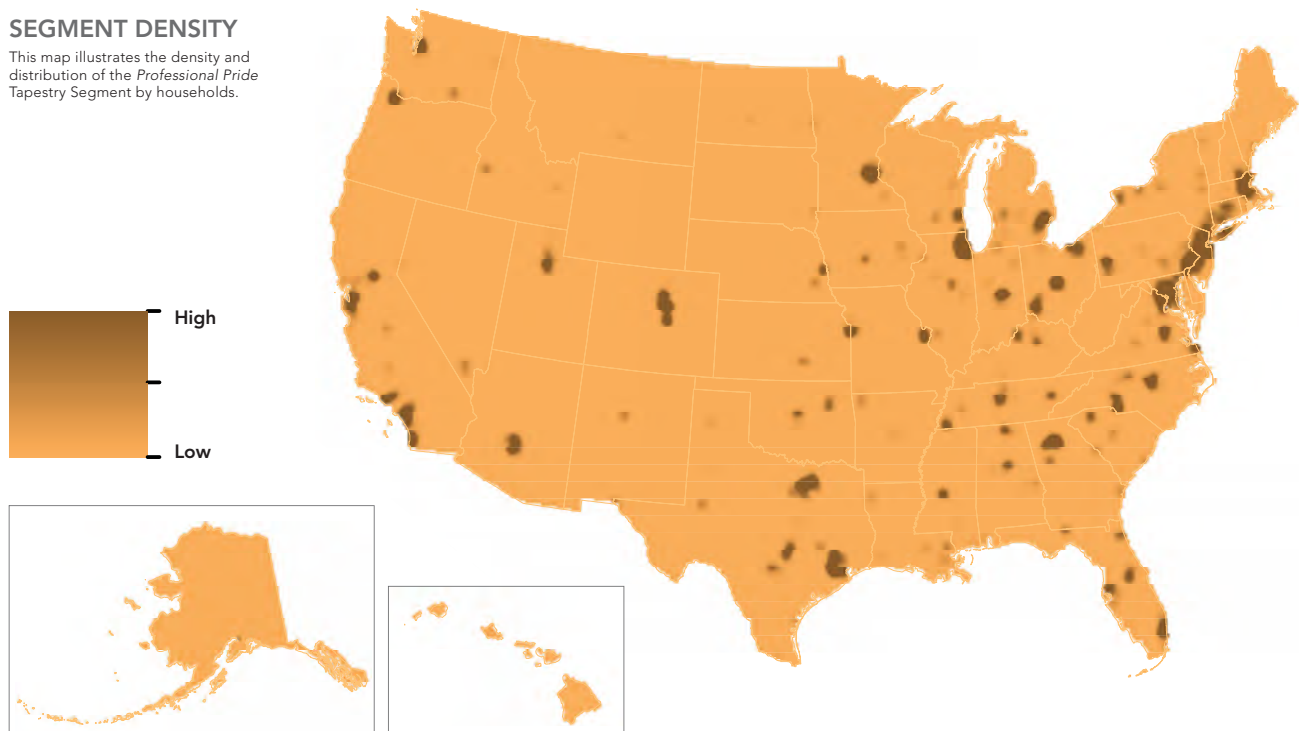 SEGMENT DENSITY
This map illustrates the density and
distribution of the Professional Pride
Tapestry Segment by households.
High
Low